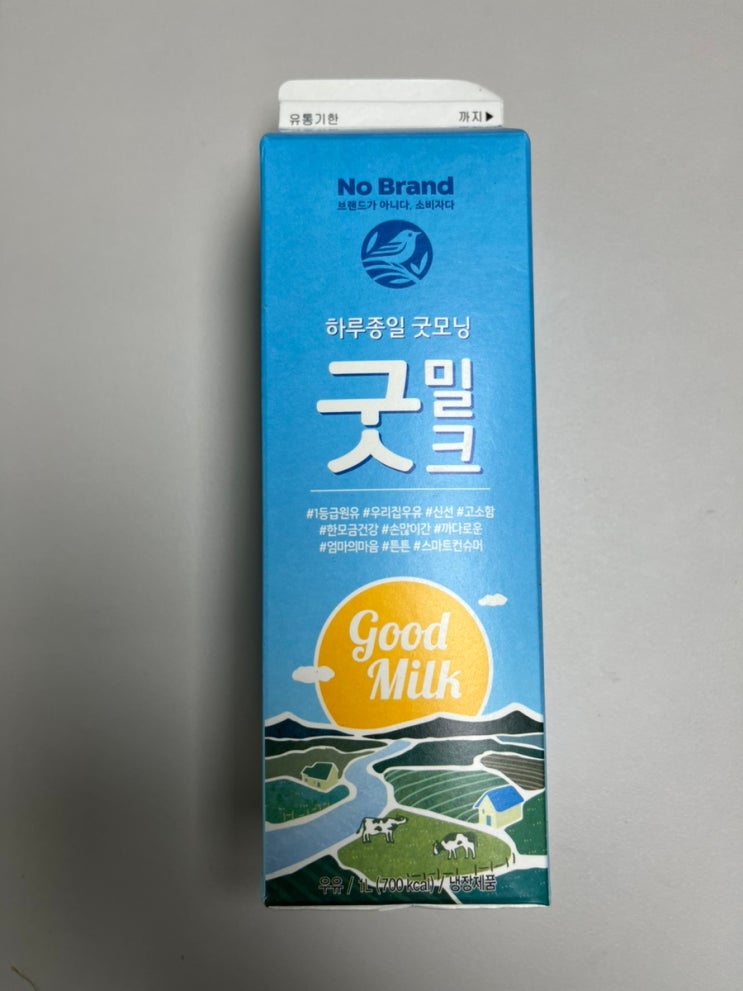 유통기한 까지▶
No Brand
브랜드가 아니다. 소비자다
하루종일 굿모닝
굿밀크
#1등급원유 #우리집우유 #신선 #고소함
#한모금건강 #손많이간 #까다로운
#엄마의마음 #튼튼 #스마트컨슈머
Good
Milk
우유 / 1L (700 kcal) / 냉장제품